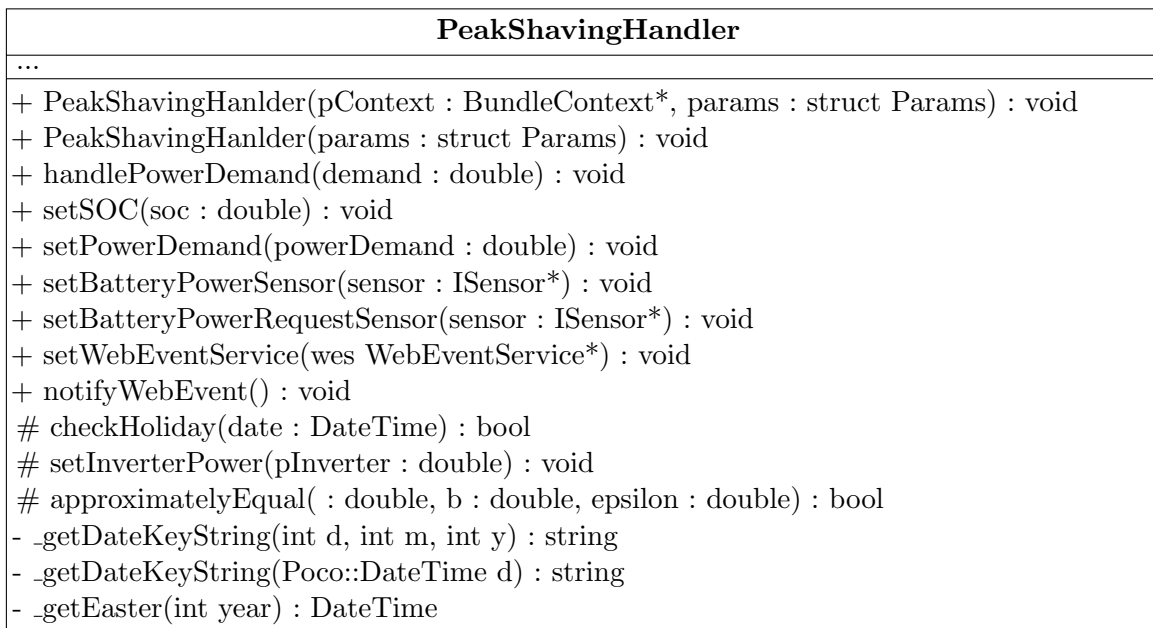 PeakShavingHandler
...
+ PeakShavingHanlder(pContext : BundleContext*, params : struct Params) : void
+ PeakShavingHanlder(params : struct Params) : void
+ handlePowerDemand(demand : double) : void
+ setSOC(soc : double) : void
+ setPowerDemand(powerDemand : double) : void
+ setBatteryPowerSensor(sensor : ISensor*) : void
+ setBatteryPowerRequestSensor(sensor : ISensor*) : void
+ setWebEventService(wes WebEventService*) : void
+ notifyWebEvent() : void
# checkHoliday(date : DateTime) : bool
# setInverterPower(pInverter : double) : void
# approximatelyEqual( : double, b : double, epsilon : double) : bool
- _getDateKeyString(int d, int m, int y) : string
- _getDateKeyString(Poco::DateTime d) : string
- _getEaster(int year) : DateTime